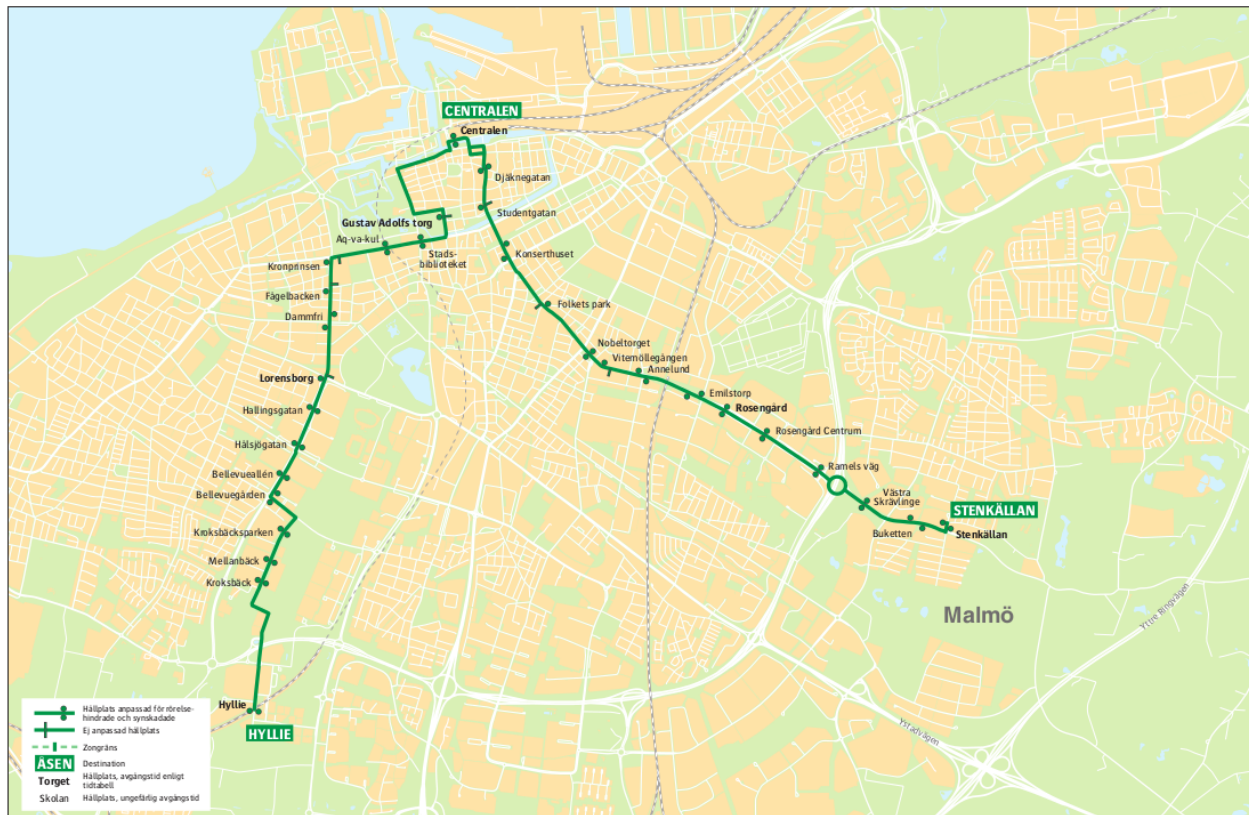 CENTRALEN
Centralen
Djäknegatan
Gustav Adolfs torg
Studentgatan
Aq-va-kul
Stads-
biblioteket
Konserthuset
Kronprinsen
Fågelbacken
Folkets park
Dammfri
Nobeltorget
Vitemöllegången
Annelund
Lorensborg
Emilstorp
Rosengård
Hallingsgatan
Rosengård Centrum
Hålsjögatan
Ramels väg
Bellevueallén
Bellevuegården
Västra
Skrävlinge
STENKÄLLAN
Kroksbäcksparken
Buketten
Stenkällan
Mellanbäck
Kroksbäck
Malmö
Yttre Ringvägen
Hyllie
HYLLIE
Ystadvägen
Hållplats anpassad för rörelse-
hindrade och synskadade
Ej anpassad hållplats
Zongräns
ÅSEN
Destination
Torget
Hållplats, avgångstid enligt
tidtabell
Skolan
Hållplats, ungefärlig avgångstid